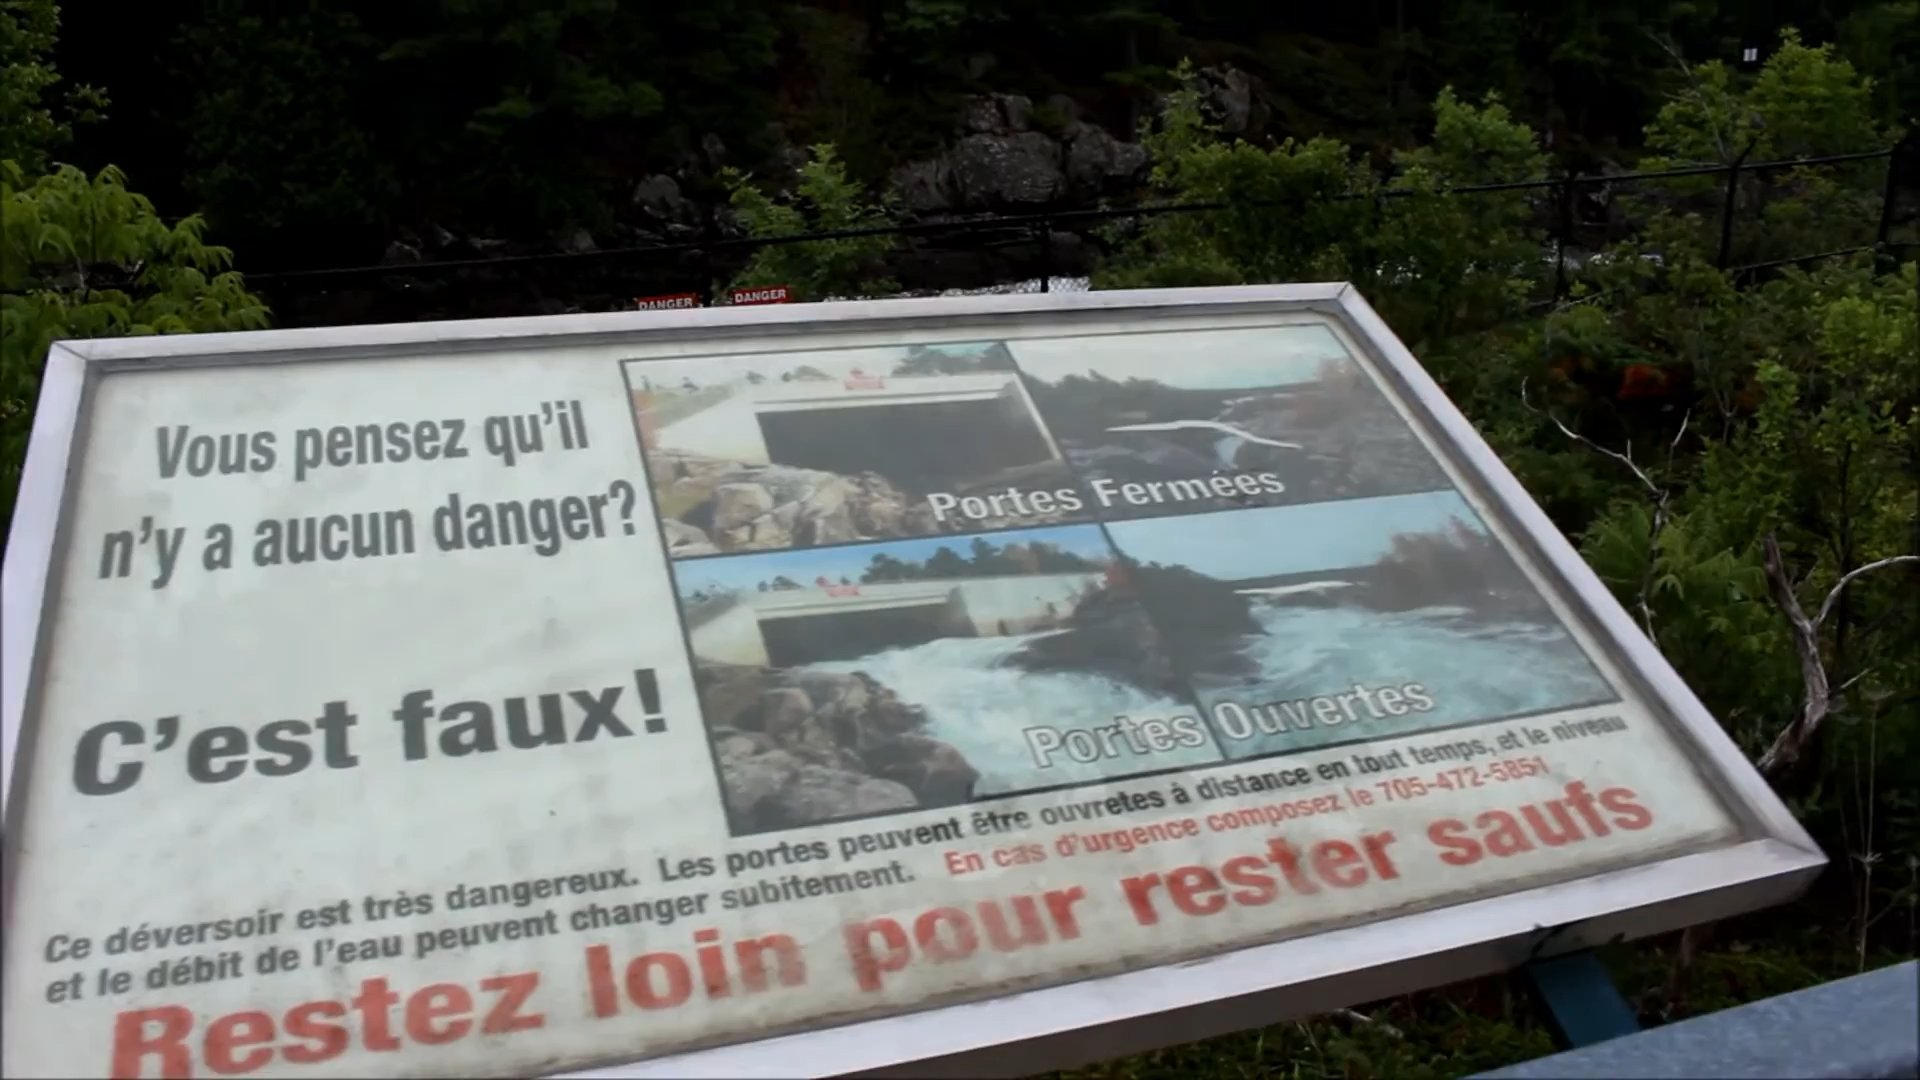 DANGER DANGER
Vous pensez qu'il
n'y a aucun danger?
C'est faux!
Portes Fermées
Portes Ouvertes
Ce déversoir est très dangereux. Les portes peuvent être ouvretes à distance en tout temps, et le niveau
et le débit de l'eau peuvent changer subitement. En cas d'urgence composez le 705-472-5851
Restez loin pour rester saufs